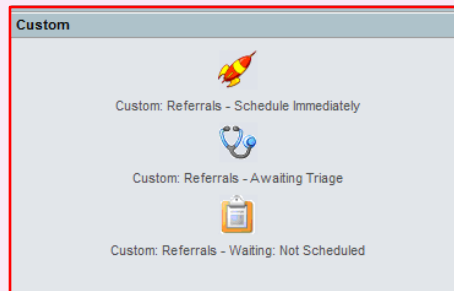 Custom
Custom: Referrals - Schedule Immediately
Custom: Referrals - Awaiting Triage
Custom: Referrals - Waiting: Not Scheduled